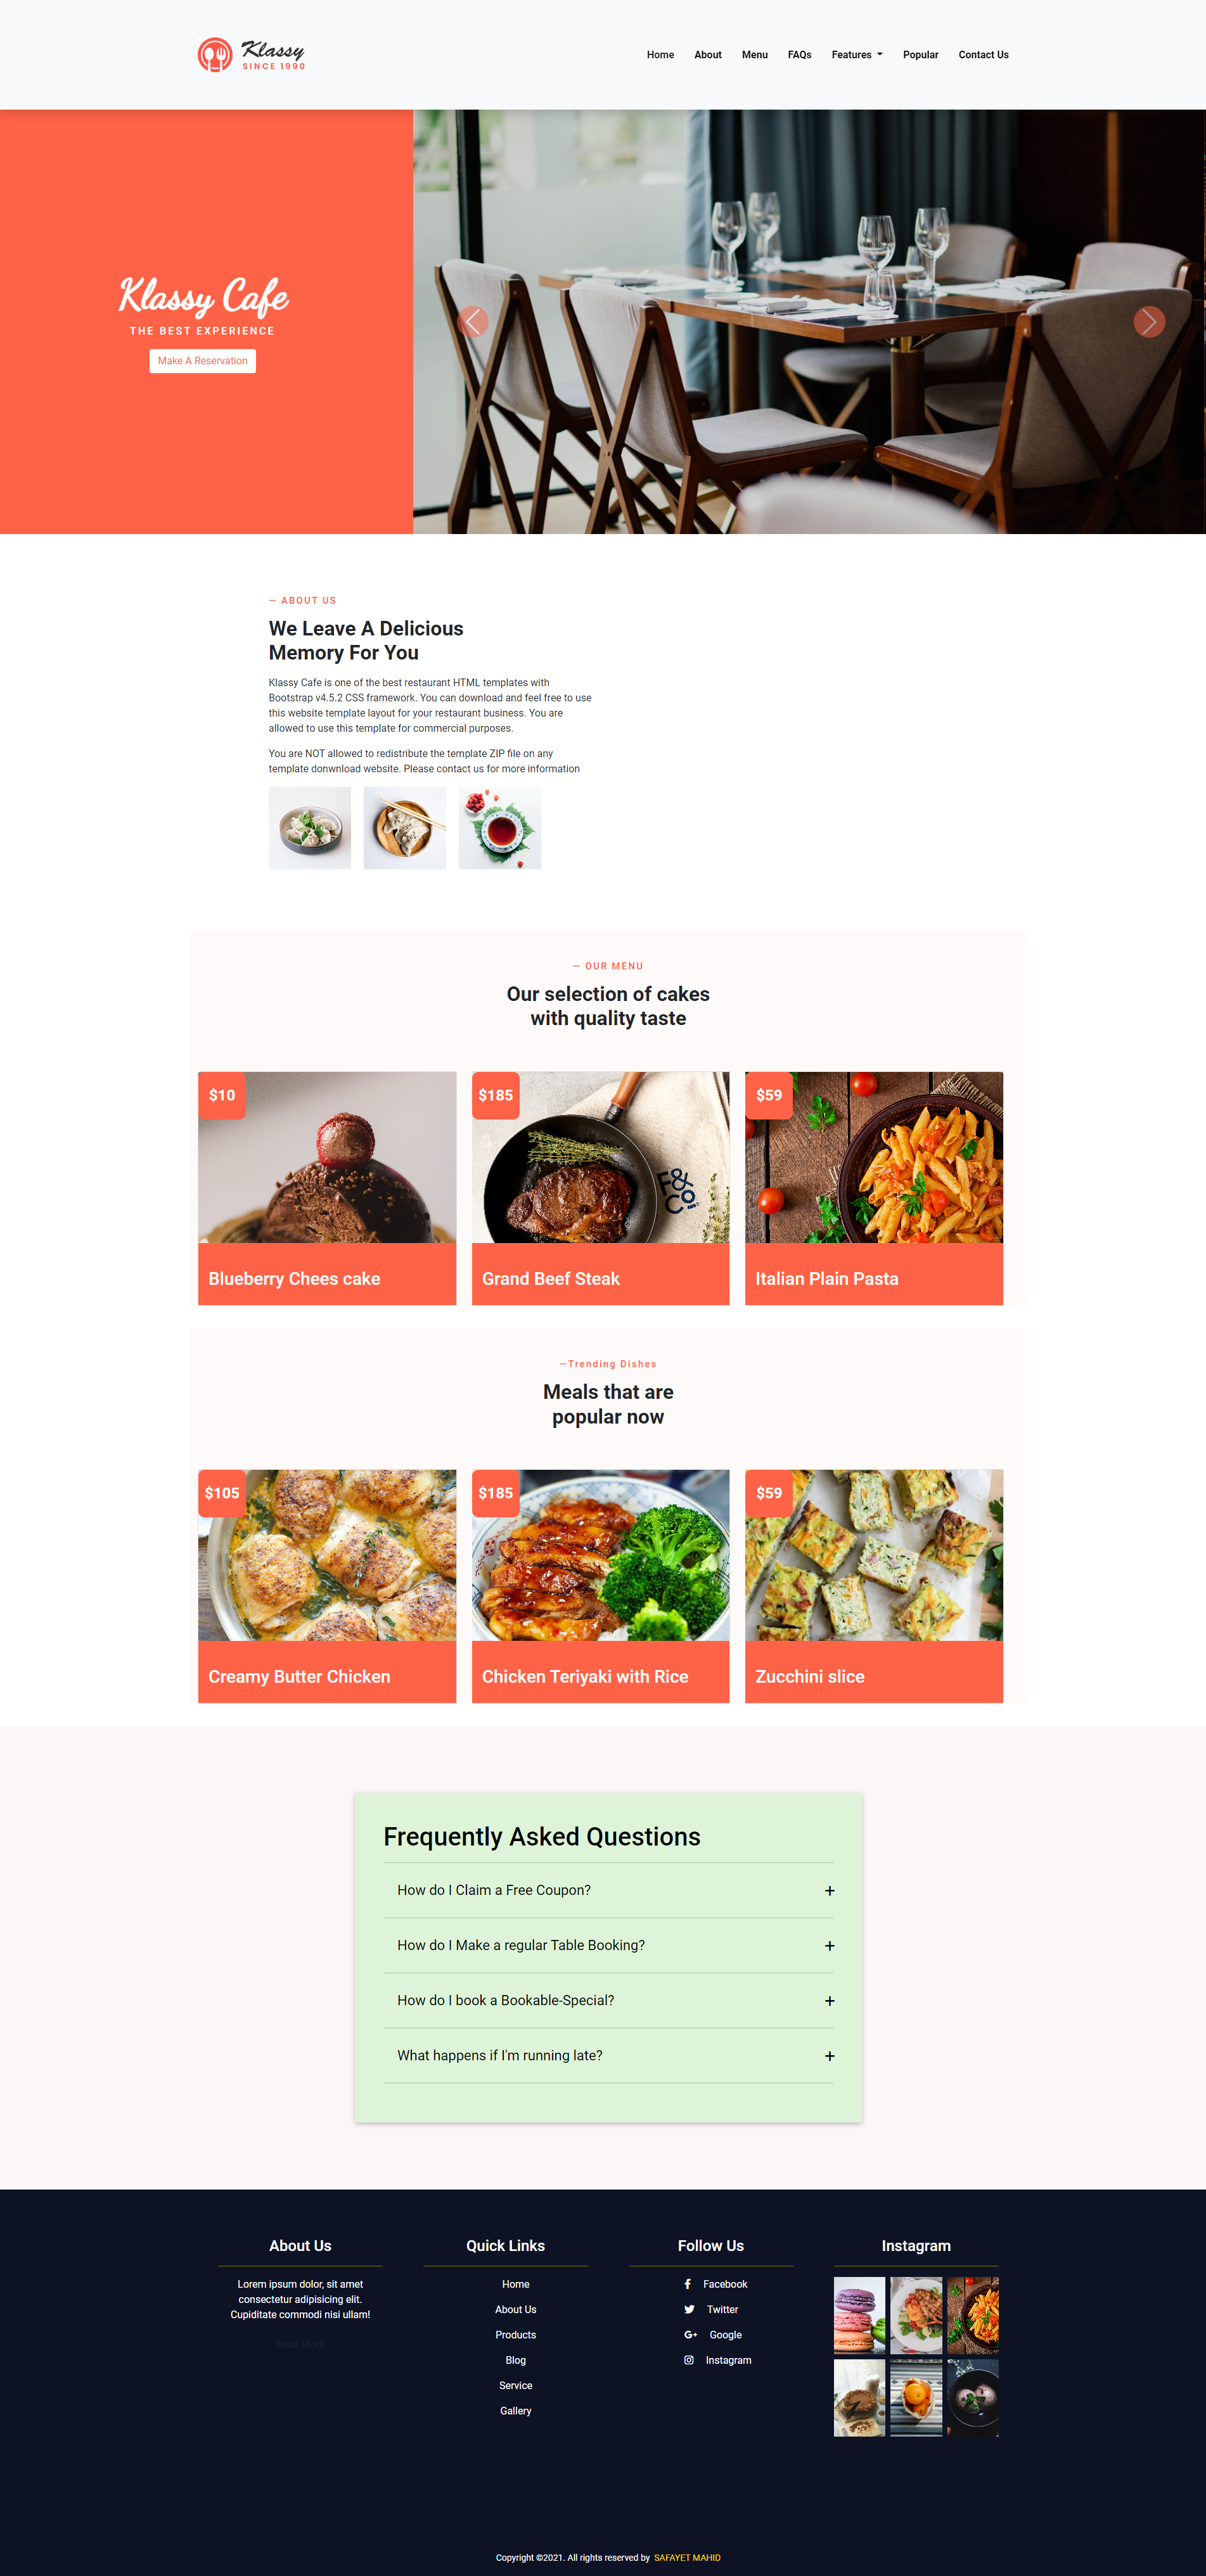 Klassy
SINCE 1990
Home About Menu FAQs Features Popular Contact Us
Klassy Cafe
THE BEST EXPERIENCE
Make A Reservation
— ABOUT US
We Leave A Delicious
Memory For You
Klassy Cafe is one of the best restaurant HTML templates with
Bootstrap v4.5.2 CSS framework. You can download and feel free to use
this website template layout for your restaurant business. You are
allowed to use this template for commercial purposes.
You are NOT allowed to redistribute the template ZIP file on any
template donwnload website. Please contact us for more information
— OUR MENU
Our selection of cakes
with quality taste
$10
$185
F&
Co
$59
Blueberry Chees cake
Grand Beef Steak
Italian Plain Pasta
—Trending Dishes
Meals that are
popular now
$105
$185
$59
Creamy Butter Chicken
Chicken Teriyaki with Rice
Zucchini slice
Frequently Asked Questions
How do I Claim a Free Coupon? +
How do I Make a regular Table Booking? +
How do I book a Bookable-Special? +
What happens if I'm running late? +
About Us
Lorem ipsum dolor, sit amet
consectetur adipisicing elit.
Cupiditate commodi nisi ullam!
Read More
Quick Links
Home
About Us
Products
Blog
Service
Gallery
Follow Us
Facebook
Twitter
Google
Instagram
Instagram
Copyright ©2021. All rights reserved by SAFAYET MAHID